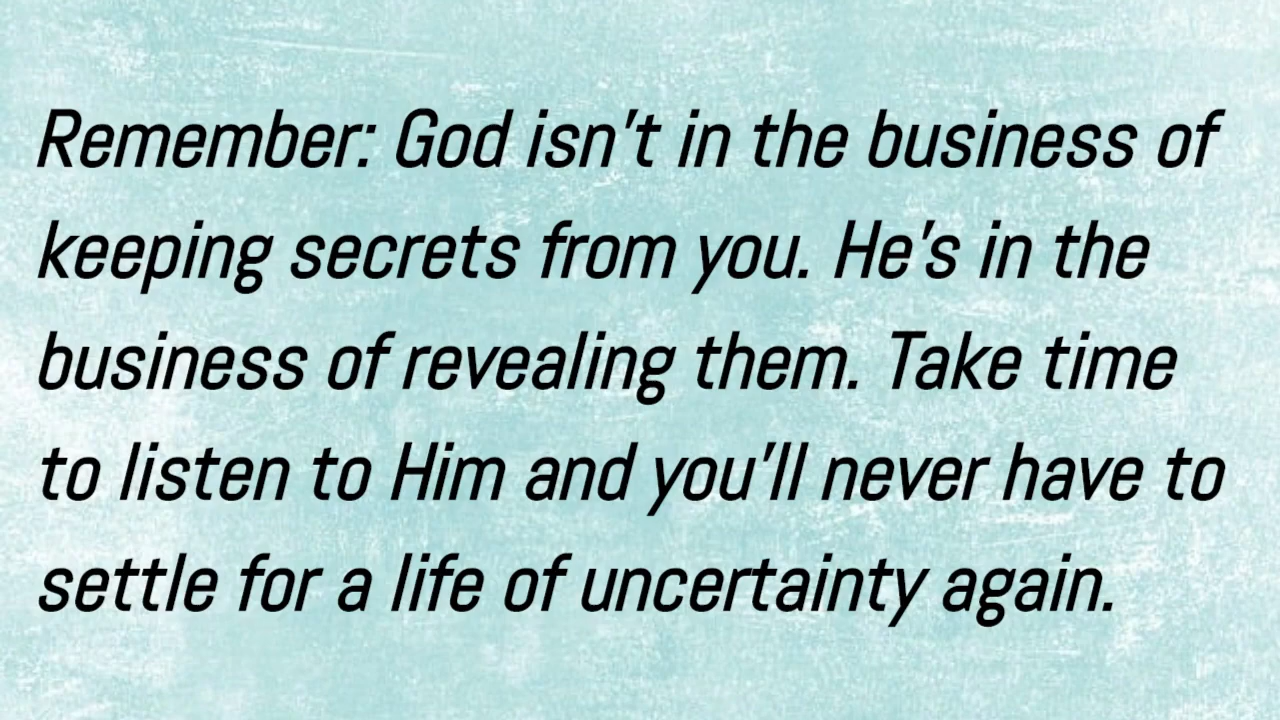 Remember: God isn't in the business of
keeping secrets from you. He's in the
business of revealing them. Take time
to listen to Him and you'll never have to
settle for a life of uncertainty again.